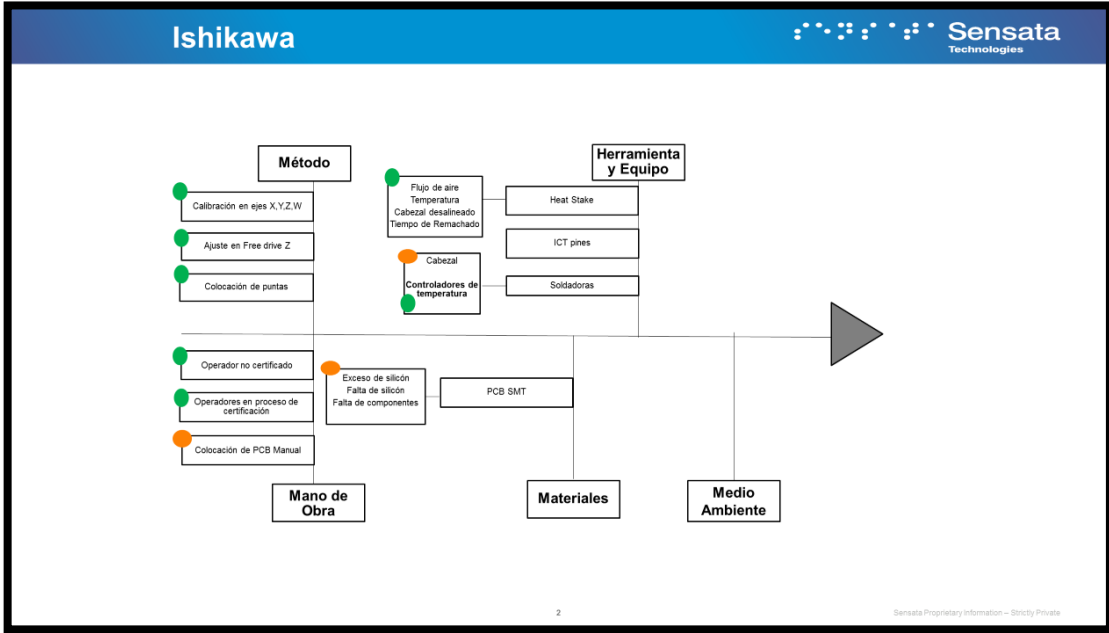 Ishikawa
Sensata
Technologies
Método
Herramienta
y Equipo
Calibración en ejes X,Y,Z,W
Ajuste en Free drive Z
Colocación de puntas
Flujo de aire
Temperatura
Cabezal desalineado
Tiempo de Remachado
Heat Stake
ICT pines
Cabezal
Controladores de
temperatura
Soldadoras
Operador no certificado
Operadores en proceso de
certificación
Colocación de PCB Manual
Exceso de silicón
Falta de silicón
Falta de componentes
PCB SMT
Mano de
Obra
Materiales
Medio
Ambiente
2
Sensata Proprietary information – Strictly Private